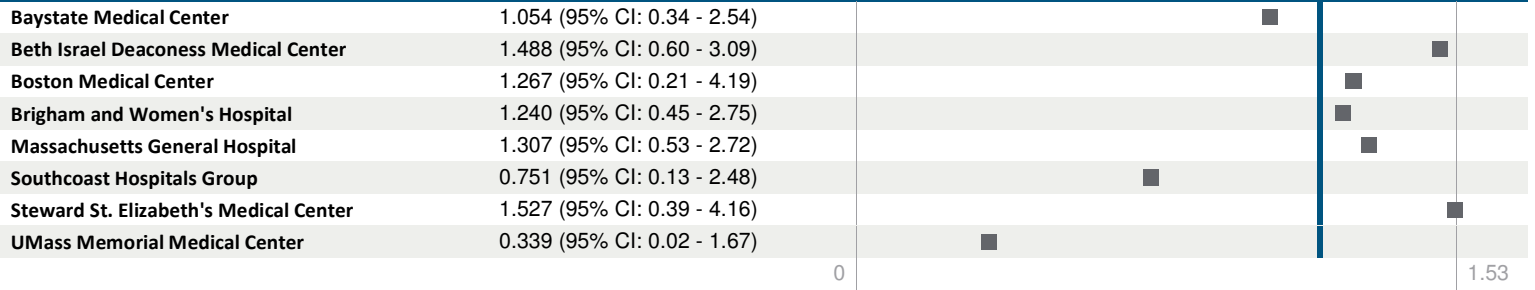 Baystate Medical Center 1.054 (95% CI: 0.34 - 2.54)
Beth Israel Deaconess Medical Center 1.488 (95% CI: 0.60 - 3.09)
Boston Medical Center 1.267 (95% CI: 0.21 - 4.19)
Brigham and Women's Hospital 1.240 (95% CI: 0.45 - 2.75)
Massachusetts General Hospital 1.307 (95% CI: 0.53 - 2.72)
Southcoast Hospitals Group 0.751 (95% CI: 0.13 - 2.48)
Steward St. Elizabeth's Medical Center 1.527 (95% CI: 0.39 - 4.16)
UMass Memorial Medical Center 0.339 (95% CI: 0.02 - 1.67)
0 1.53